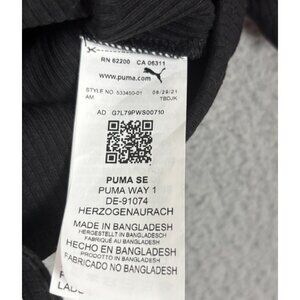 RN 62200 CA 06311
www.puma.com
STYLE NO. 533450-01 08/29/21
AM TBDJK
AD G7L79PWS00710
PUMA SE
PUMA WAY 1
DE-91074
HERZOGENAURACH
MADE IN BANGLADESH
HERGESTELLT IN BANGLADESCH
FABRIQUÉ AU BANGLADESH
HECHO EN BANGLADESH
PRODOTTO IN BANGLADESH
FABRICADO NO BANGLADESH